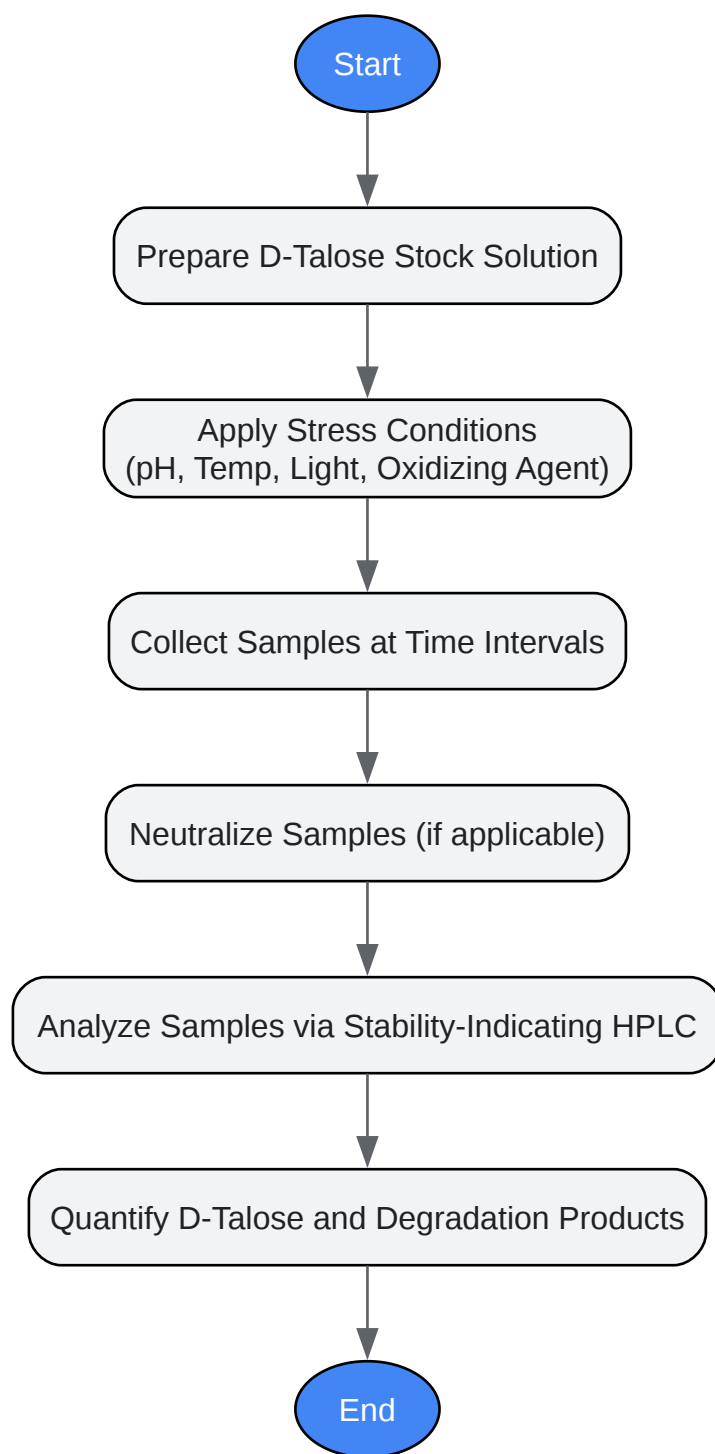 Start
Prepare D-Talose Stock Solution
Apply Stress Conditions
(pH, Temp, Light, Oxidizing Agent)
Collect Samples at Time Intervals
Neutralize Samples (if applicable)
Analyze Samples via Stability-Indicating HPLC
Quantify D-Talose and Degradation Products
End